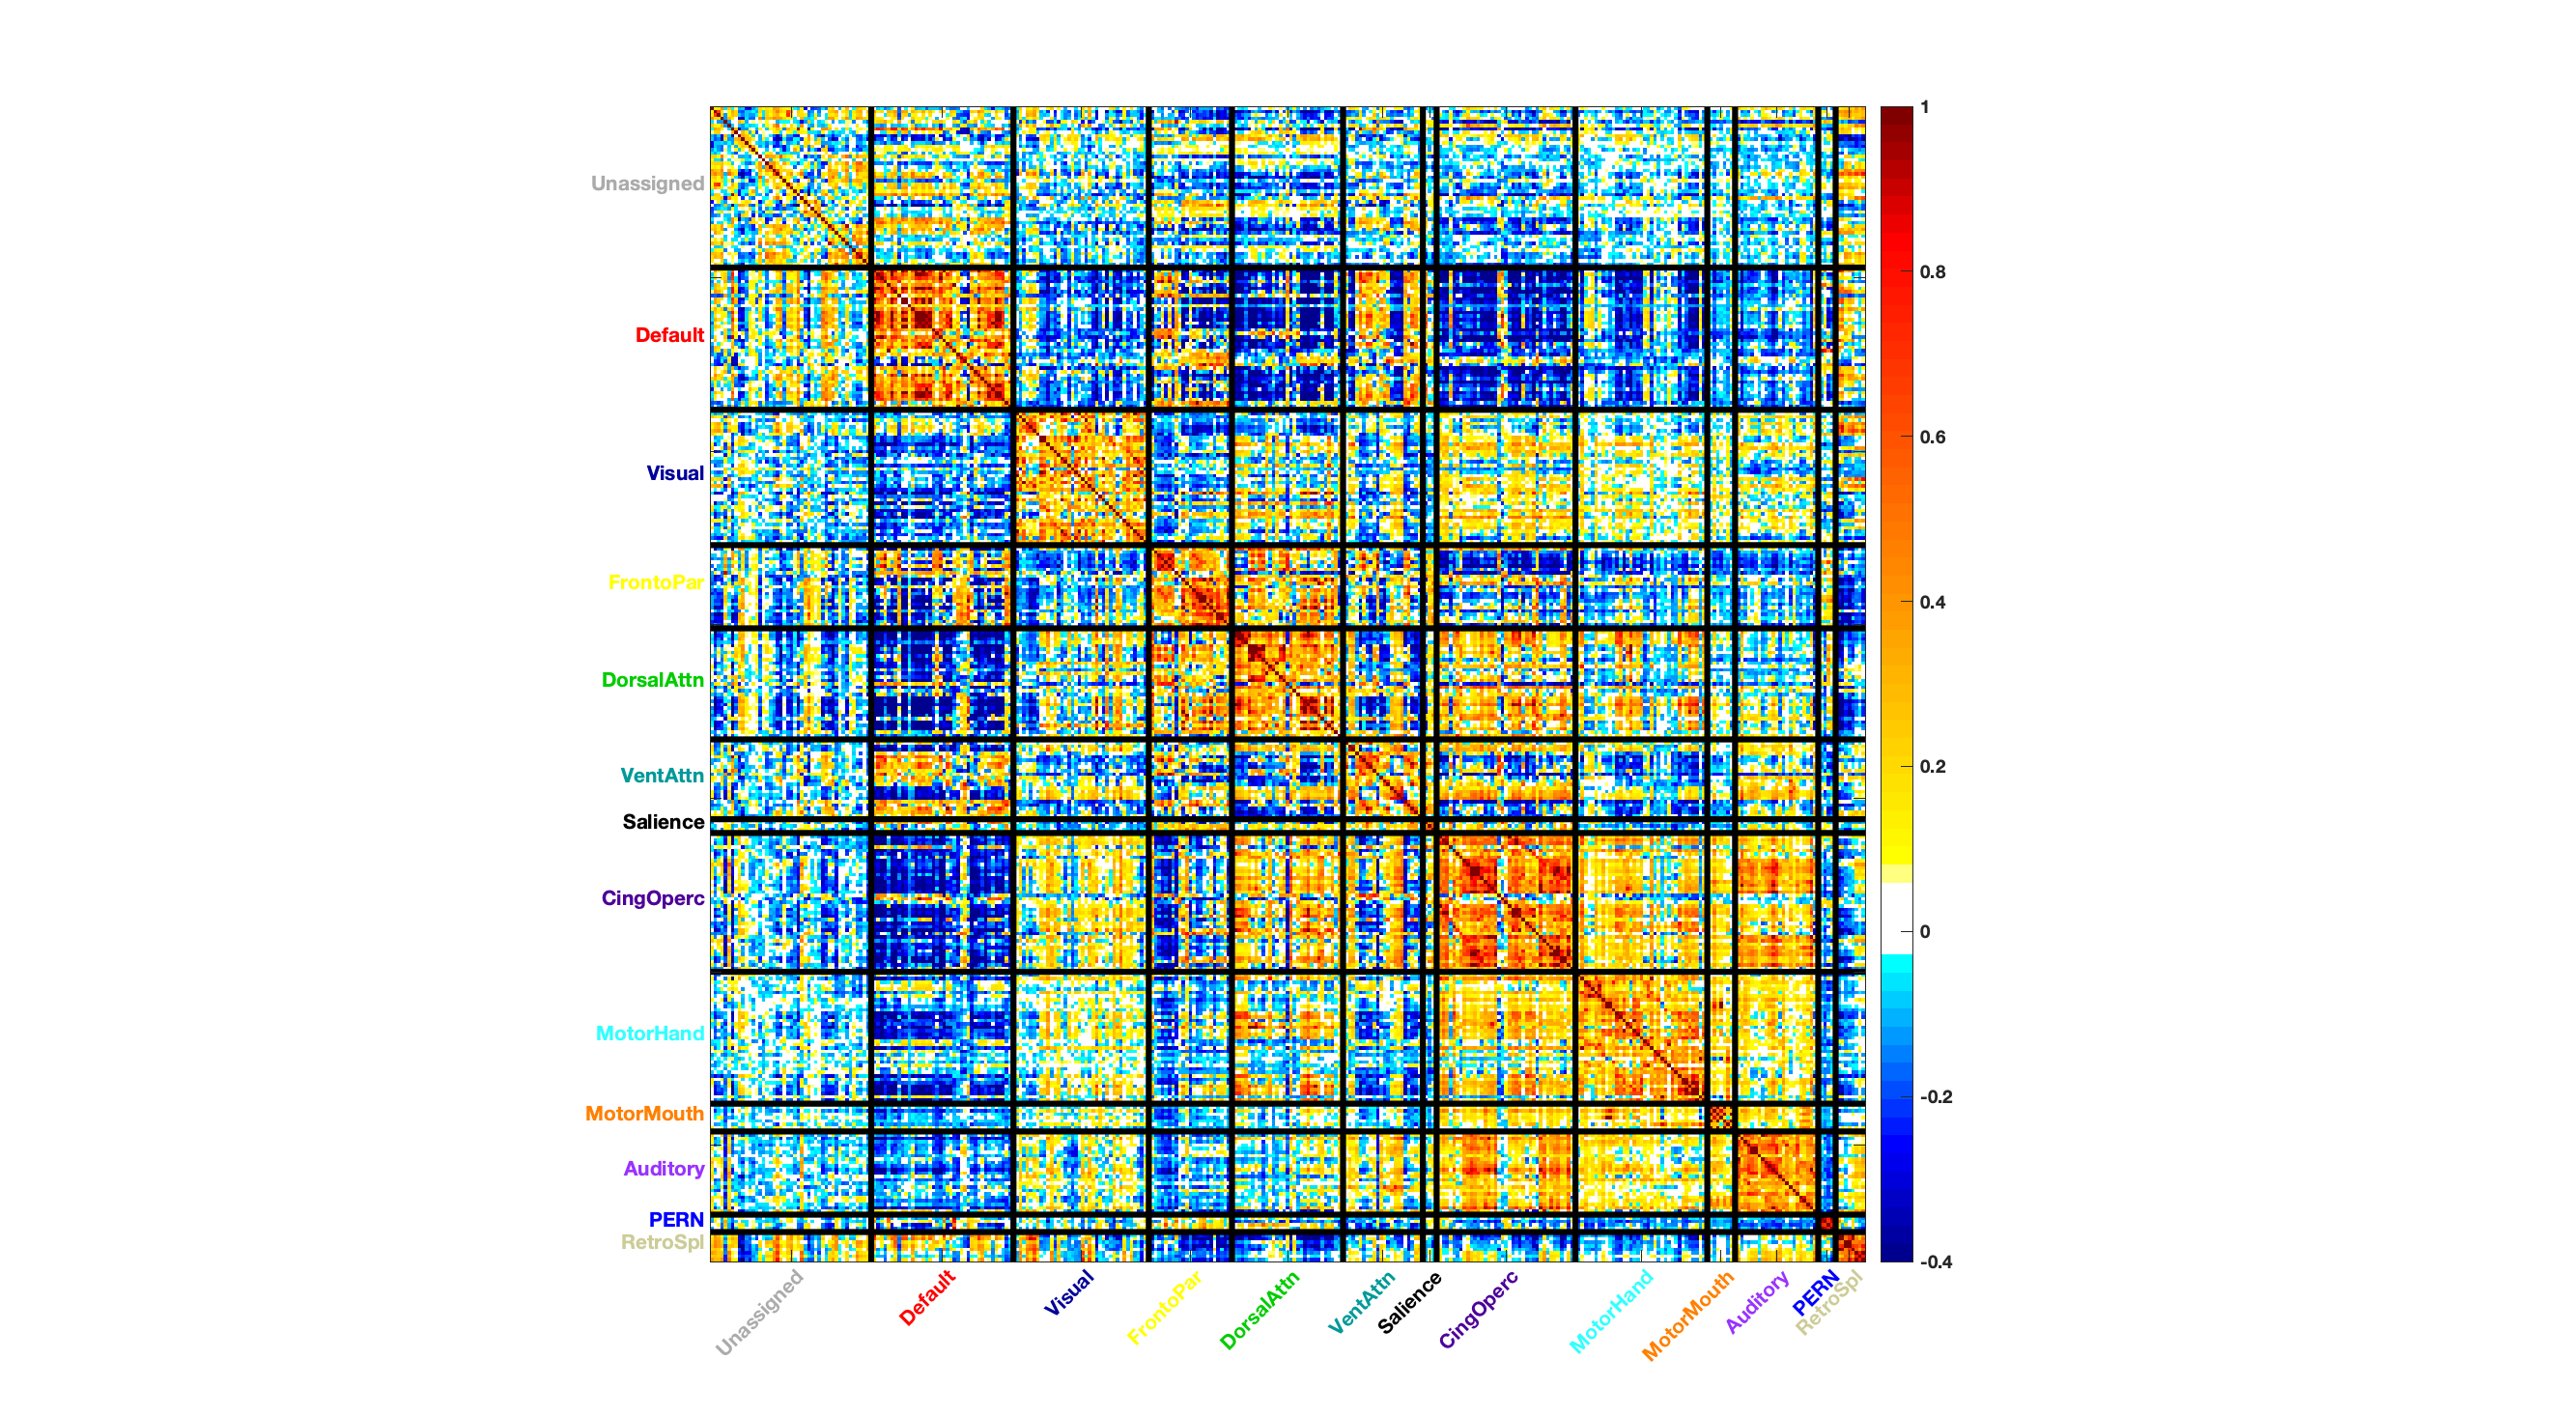 Unassigned
Default
Visual
FrontoPar
DorsalAttn
VentAttn
Salience
CingOperc
MotorHand
MotorMouth
Auditory
PERN
RetroSpl
Unassigned
Default
Visual
FrontoPar
DorsalAttn
VentAttn
Salience
CingOperc
MotorHand
MotorMouth
Auditory
PERN
RetroSpl
1
0.8
0.6
0.4
0.2
0
-0.2
-0.4